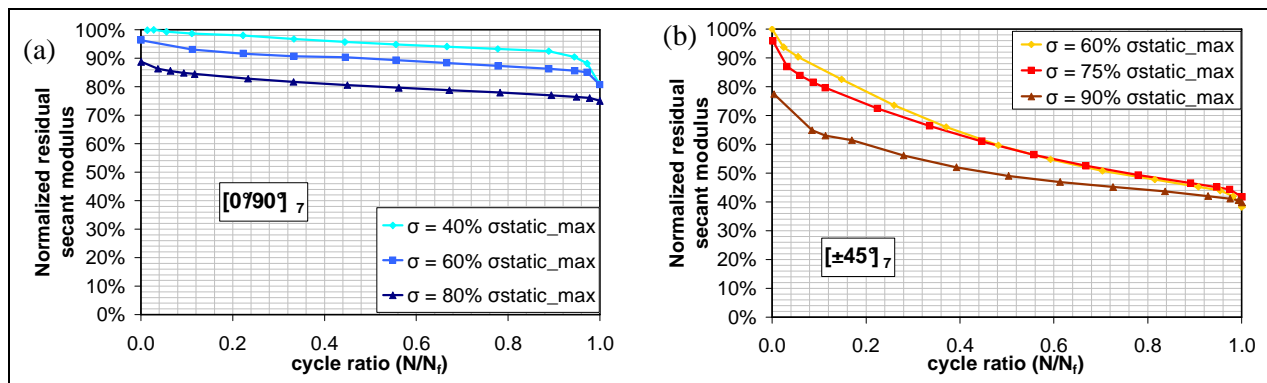 (a)
Normalized residual
secant modulus
100%
90%
80%
70%
60%
50%
40%
30%
20%
10%
0%
[0°/90°] 7
σ = 40% σstatic_max
σ = 60% σstatic_max
σ = 80% σstatic_max
0.0 0.2 0.4 0.6 0.8 1.0
cycle ratio (N/Nf)
(b)
Normalized residual
secant modulus
100%
90%
80%
70%
60%
50%
40%
30%
20%
10%
0%
σ = 60% σstatic_max
σ = 75% σstatic_max
σ = 90% σstatic_max
[±45°] 7
0.0 0.2 0.4 0.6 0.8 1.0
cycle ratio (N/Nf)